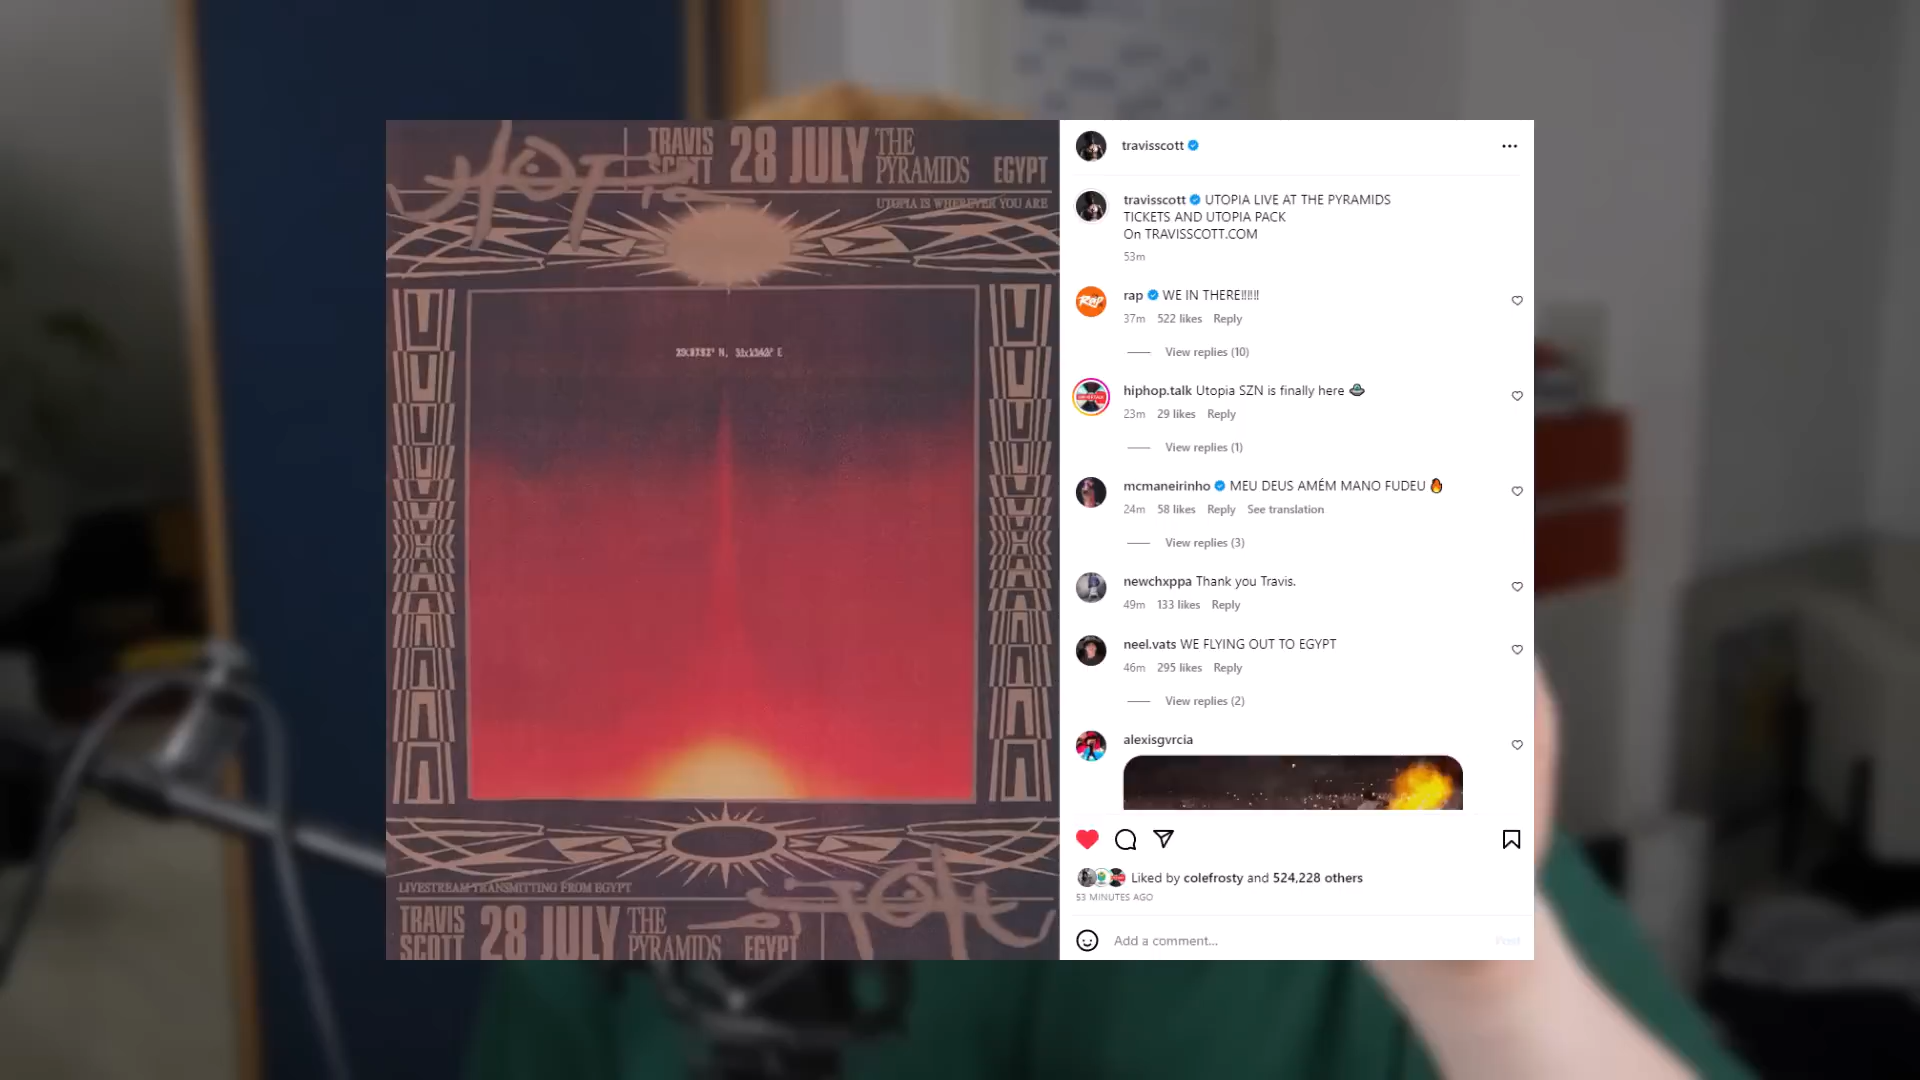 TRAVIS SCOTT 28 JULY THE PYRAMIDS EGYPT
UTOPIA IS WHEREVER YOU ARE
LIVESTREAM TRANSMITTING FROM EGYPT
TRAVIS SCOTT 28 JULY THE PYRAMIDS EGYPT
travisscott
travisscott UTOPIA LIVE AT THE PYRAMIDS
TICKETS AND UTOPIA PACK
On TRAVISSCOTT.COM
53m
rap WE IN THERE!!!!!!
37m 522 likes Reply
View replies (10)
hiphop.talk Utopia SZN is finally here 🛸
23m 29 likes Reply
View replies (1)
mcmaneirinho MEU DEUS AMÉM MANO FUDEU 🔥
24m 58 likes Reply See translation
View replies (3)
newchxppa Thank you Travis.
49m 133 likes Reply
neel.vats WE FLYING OUT TO EGYPT
46m 295 likes Reply
View replies (2)
alexisgvrcia
Liked by colefrosty and 524,228 others
53 MINUTES AGO
Add a comment...
Post